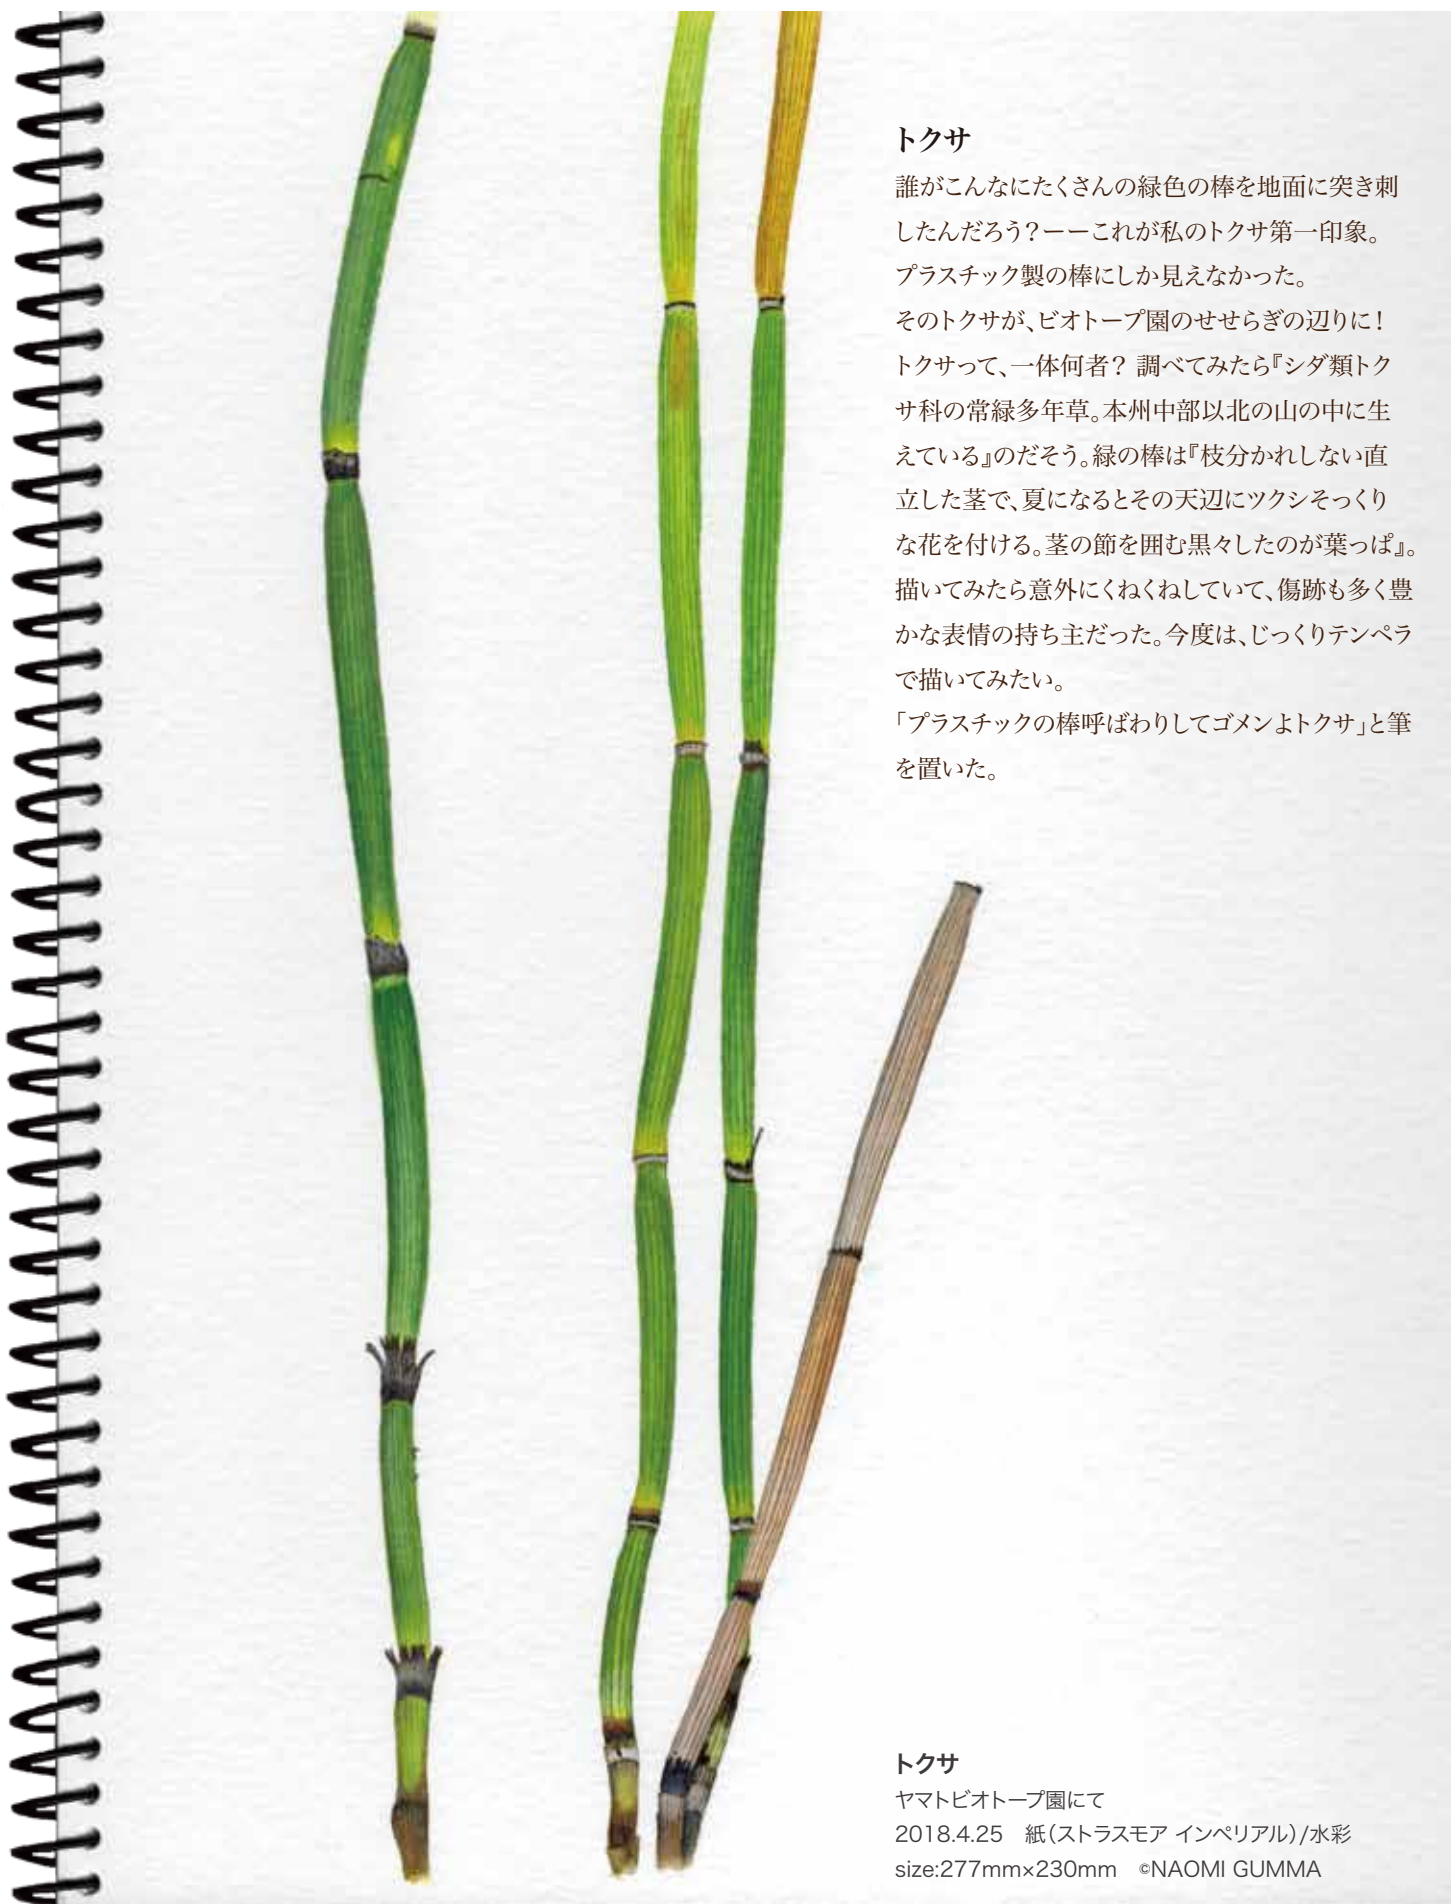 トクサ
誰がこんなにたくさんの緑色の棒を地面に突き刺
したんだろう?ーーこれが私のトクサ第一印象。
プラスチック製の棒にしか見えなかった。
そのトクサが、ビオトープ園のせせらぎの辺りに!
トクサって、一体何者? 調べてみたら『シダ類トク
サ科の常緑多年草。本州中部以北の山の中に生
えている』のだそう。緑の棒は『枝分かれしない直
立した茎で、夏になるとその天辺にツクシそっくり
な花を付ける。茎の節を囲む黒々したのが葉っぱ』。
描いてみたら意外にくねくねしていて、傷跡も多く豊
かな表情の持ち主だった。今度は、じっくりテンペラ
で描いてみたい。
「プラスチックの棒呼ばわりしてゴメンよトクサ」と筆
を置いた。
トクサ
ヤマトビオトープ園にて
2018.4.25　紙(ストラスモア インペリアル)/水彩
size:277mm×230mm　©NAOMI GUMMA